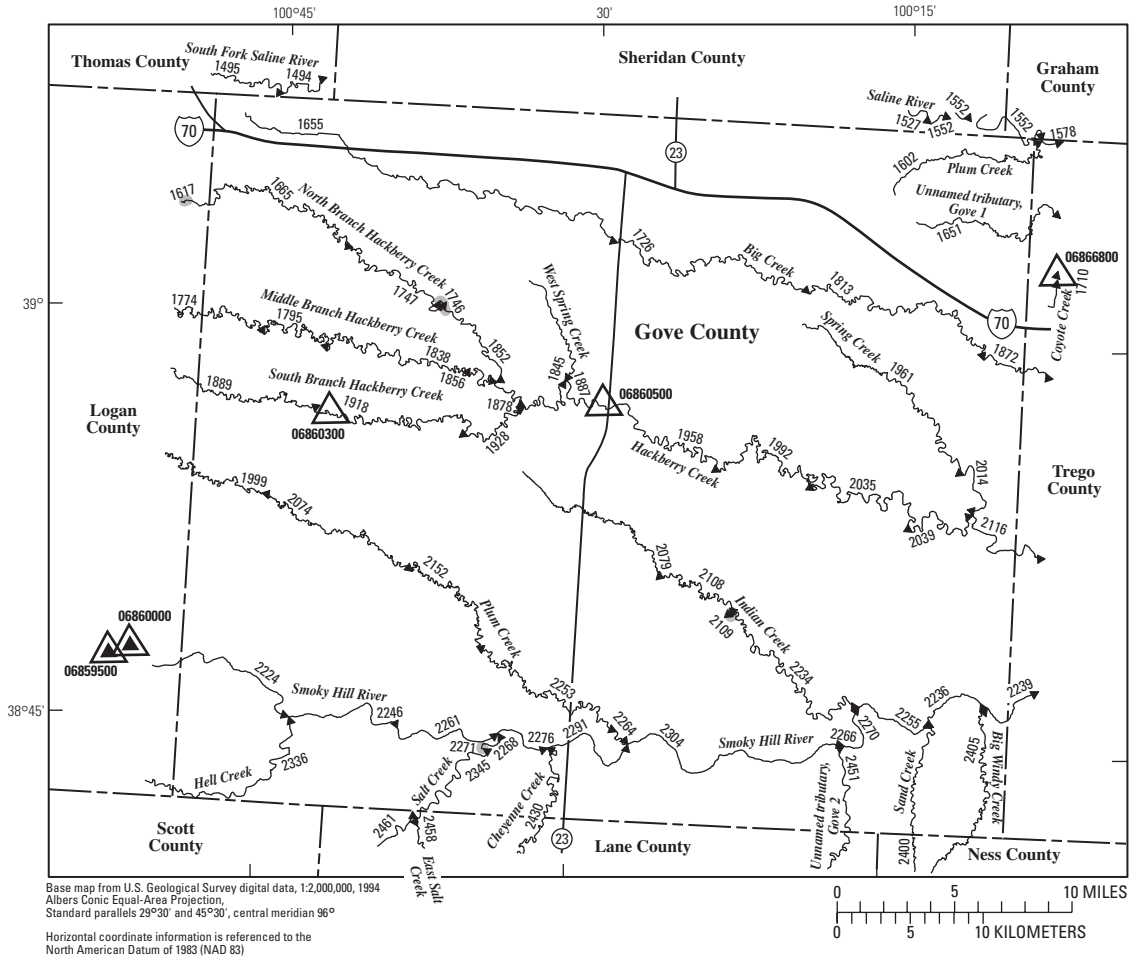 100°45'
30'
100°15'
South Fork Saline River
Thomas County
1495
1494
Sheridan County
Graham
County
Saline River
1552
1527
1552
1552
1578
70
1655
23
1602
Plum Creek
Unnamed tributary,
Gove 1
1651
1617
1665
North Branch Hackberry Creek
1726
Big Creek
1813
06866800
1710
Coyote Creek
39°
1747
1746
West Spring Creek
1774
Middle Branch Hackberry Creek
1795
Gove County
70
Spring Creek
1838
1852
1856
1845
1887
1872
1961
1889
South Branch Hackberry Creek
1918
1878
06860500
Logan
County
06860300
1928
1958
Hackberry Creek
1992
2014
Trego
County
1999
2035
2074
2039
2116
2079
2152
2108
Indian Creek
2109
Plum Creek
06860000
06859500
2224
2234
Smoky Hill River
2253
2236
2239
38°45'
2246
2261
2264
2255
2270
2271
2268
2276
2291
2304
Smoky Hill River
2266
2336
Hell Creek
2345
Salt Creek
Cheyenne Creek
2430
2451
Unnamed tributary,
Gove 2
Sand Creek
2405
Big Windy Creek
2461
2458
East Salt
Creek
Scott
County
23
Lane County
2400
Ness County
Base map from U.S. Geological Survey digital data, 1:2,000,000, 1994
Albers Conic Equal-Area Projection,
Standard parallels 29°30' and 45°30', central meridian 96°
Horizontal coordinate information is referenced to the
North American Datum of 1983 (NAD 83)
0 5 10 MILES
0 5 10 KILOMETERS